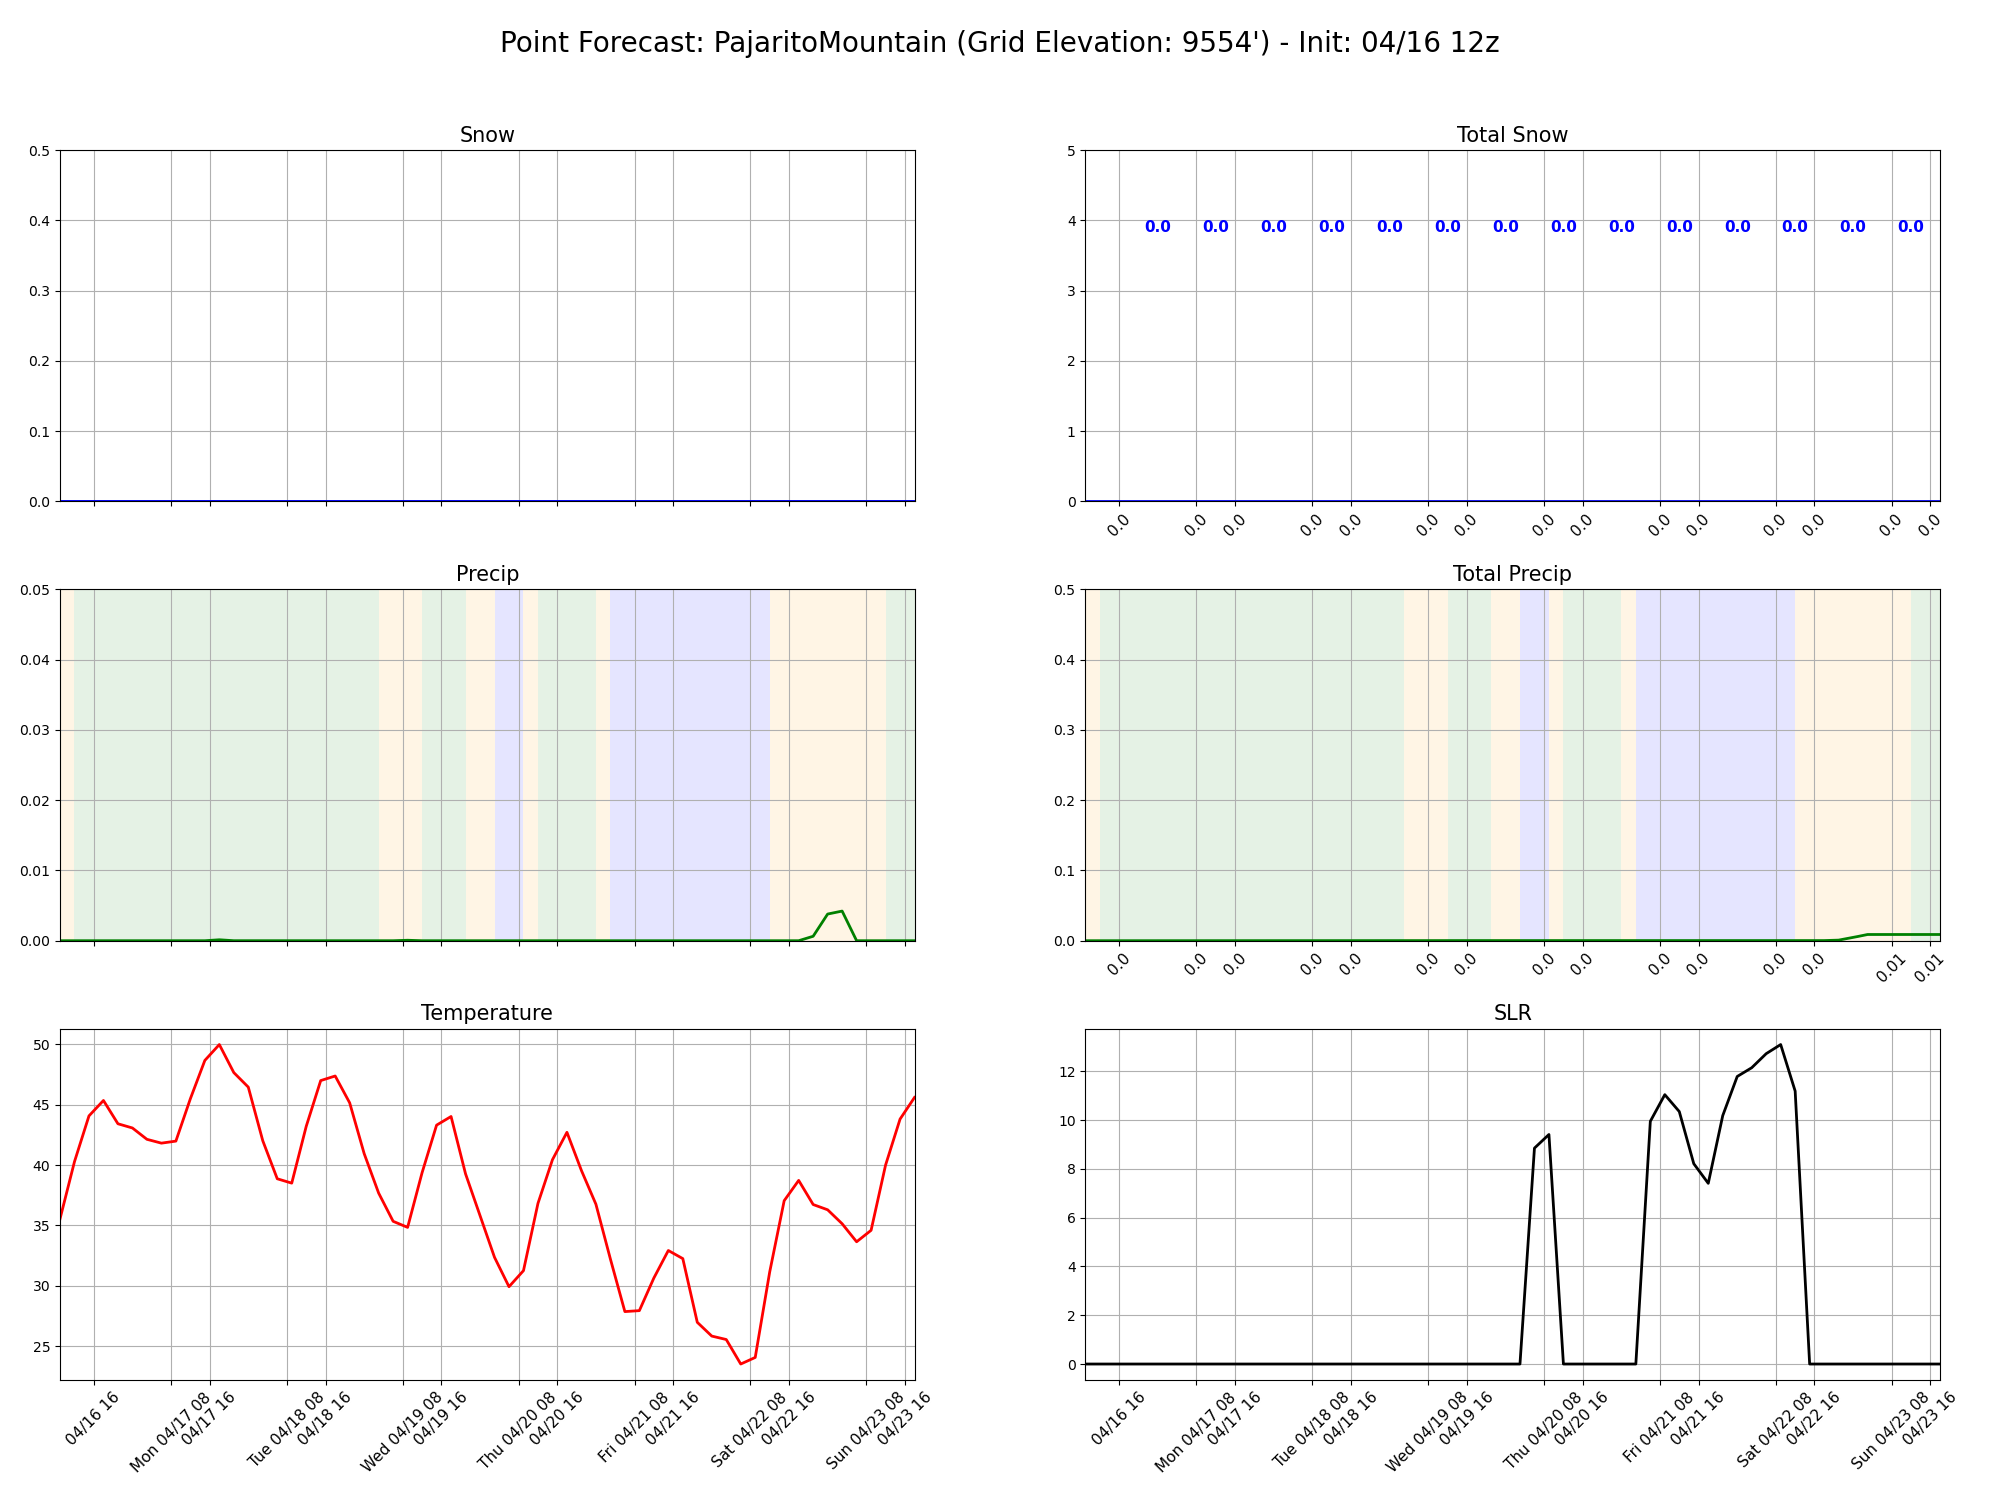 Point Forecast: PajaritoMountain (Grid Elevation: 9554') - Init: 04/16 12z
Snow
0.5
0.4
0.3
0.2
0.1
0.0
Total Snow
5
4
3
2
1
0
0.0 0.0 0.0 0.0 0.0 0.0 0.0 0.0 0.0 0.0 0.0 0.0 0.0 0.0
0.0 0.0 0.0 0.0 0.0 0.0 0.0 0.0 0.0 0.0 0.0 0.0 0.0 0.0 0.0
Precip
0.05
0.04
0.03
0.02
0.01
0.00
Total Precip
0.5
0.4
0.3
0.2
0.1
0.0
0.0 0.0 0.0 0.0 0.0 0.0 0.0 0.0 0.0 0.0 0.0 0.0 0.0 0.01 0.01
Temperature
50
45
40
35
30
25
04/16 16
Mon 04/17 08
04/17 16
Tue 04/18 08
04/18 16
Wed 04/19 08
04/19 16
Thu 04/20 08
04/20 16
Fri 04/21 08
04/21 16
Sat 04/22 08
04/22 16
Sun 04/23 08
04/23 16
SLR
12
10
8
6
4
2
0
04/16 16
Mon 04/17 08
04/17 16
Tue 04/18 08
04/18 16
Wed 04/19 08
04/19 16
Thu 04/20 08
04/20 16
Fri 04/21 08
04/21 16
Sat 04/22 08
04/22 16
Sun 04/23 08
04/23 16